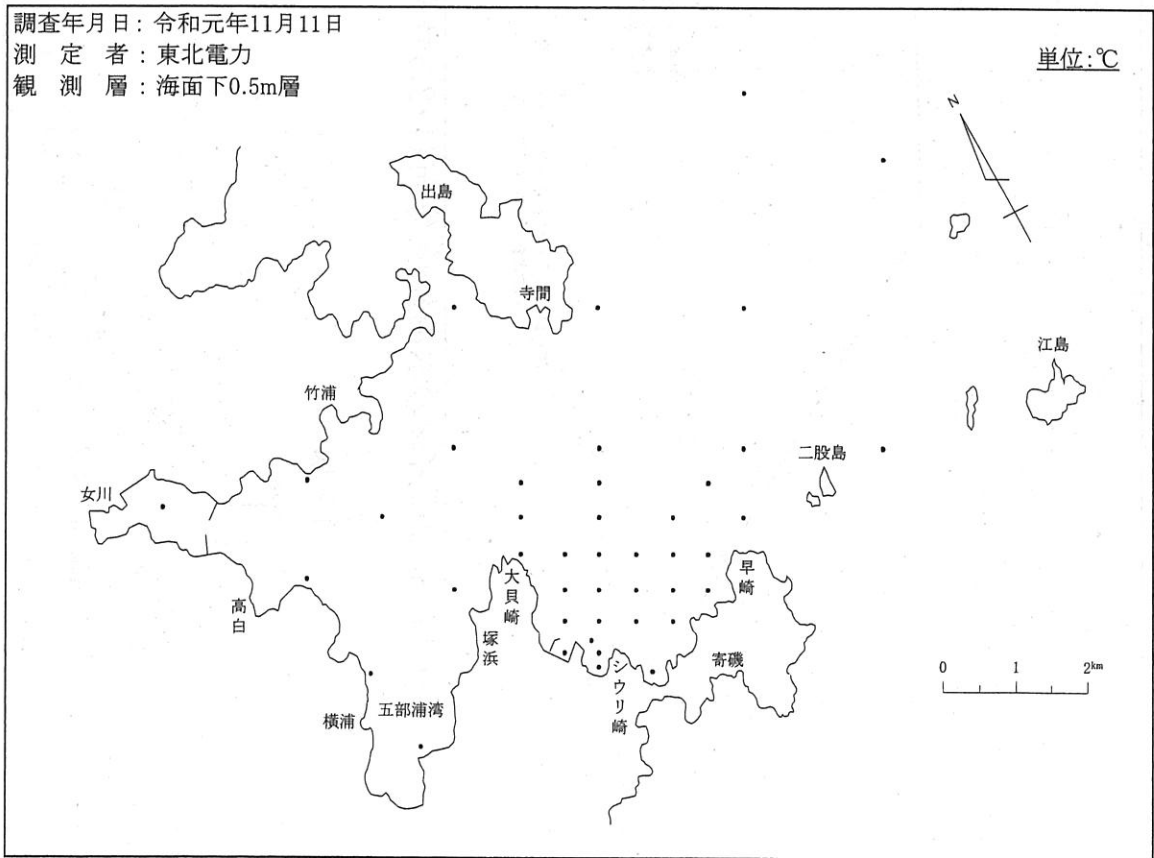 調査年月日：令和元年11月11日
測　定　者：東北電力
観　測　層：海面下0.5m層
単位：℃
N
出島
寺間
江島
竹浦
二股島
女川
大貝崎
早崎
高白
塚浜
寄磯
シウリ崎
五部浦湾
横浦
0 1 2km